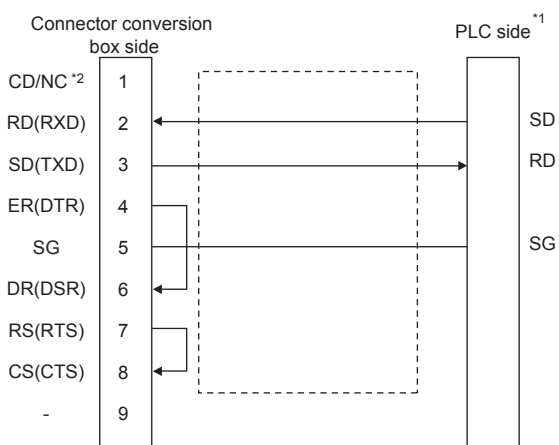 Connector conversion
box side
PLC side *1
CD/NC *2 1
RD(RXD) 2 SD
SD(TXD) 3 RD
ER(DTR) 4
SG 5 SG
DR(DSR) 6
RS(RTS) 7
CS(CTS) 8
- 9